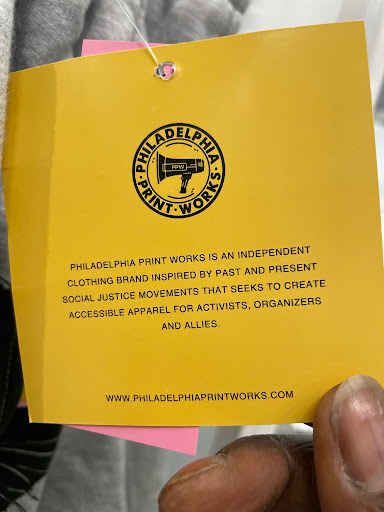 PHILADELPHIA
PPW
PRINT·WORKS
PHILADELPHIA PRINT WORKS IS AN INDEPENDENT
CLOTHING BRAND INSPIRED BY PAST AND PRESENT
SOCIAL JUSTICE MOVEMENTS THAT SEEKS TO CREATE
ACCESSIBLE APPAREL FOR ACTIVISTS, ORGANIZERS
AND ALLIES.
WWW.PHILADELPHIAPRINTWORKS.COM